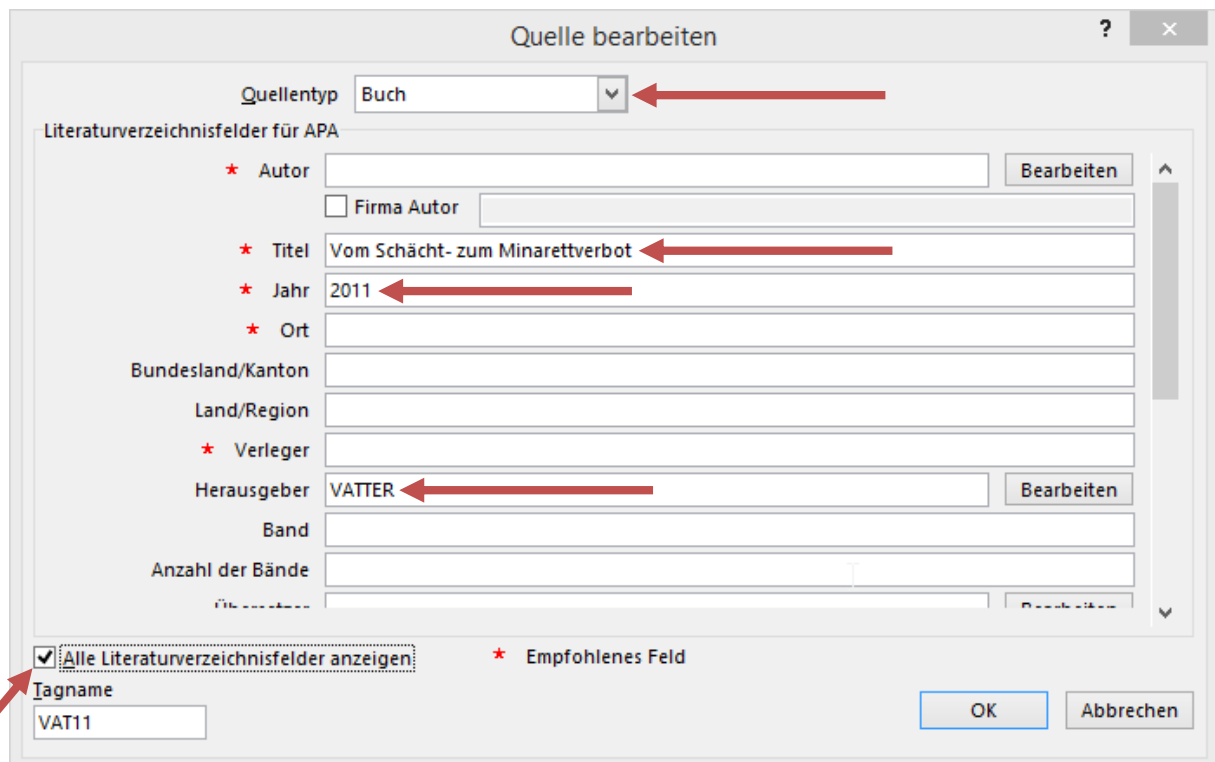 Quelle bearbeiten ?
Quellentyp Buch
Literaturverzeichnisfelder für APA
* Autor Bearbeiten
Firma Autor
* Titel Vom Schächt- zum Minarettverbot
* Jahr 2011
* Ort
Bundesland/Kanton
Land/Region
* Verleger
Herausgeber VATTER Bearbeiten
Band
Anzahl der Bände
Alle Literaturverzeichnisfelder anzeigen * Empfohlenes Feld
Tagname
VAT11 OK Abbrechen